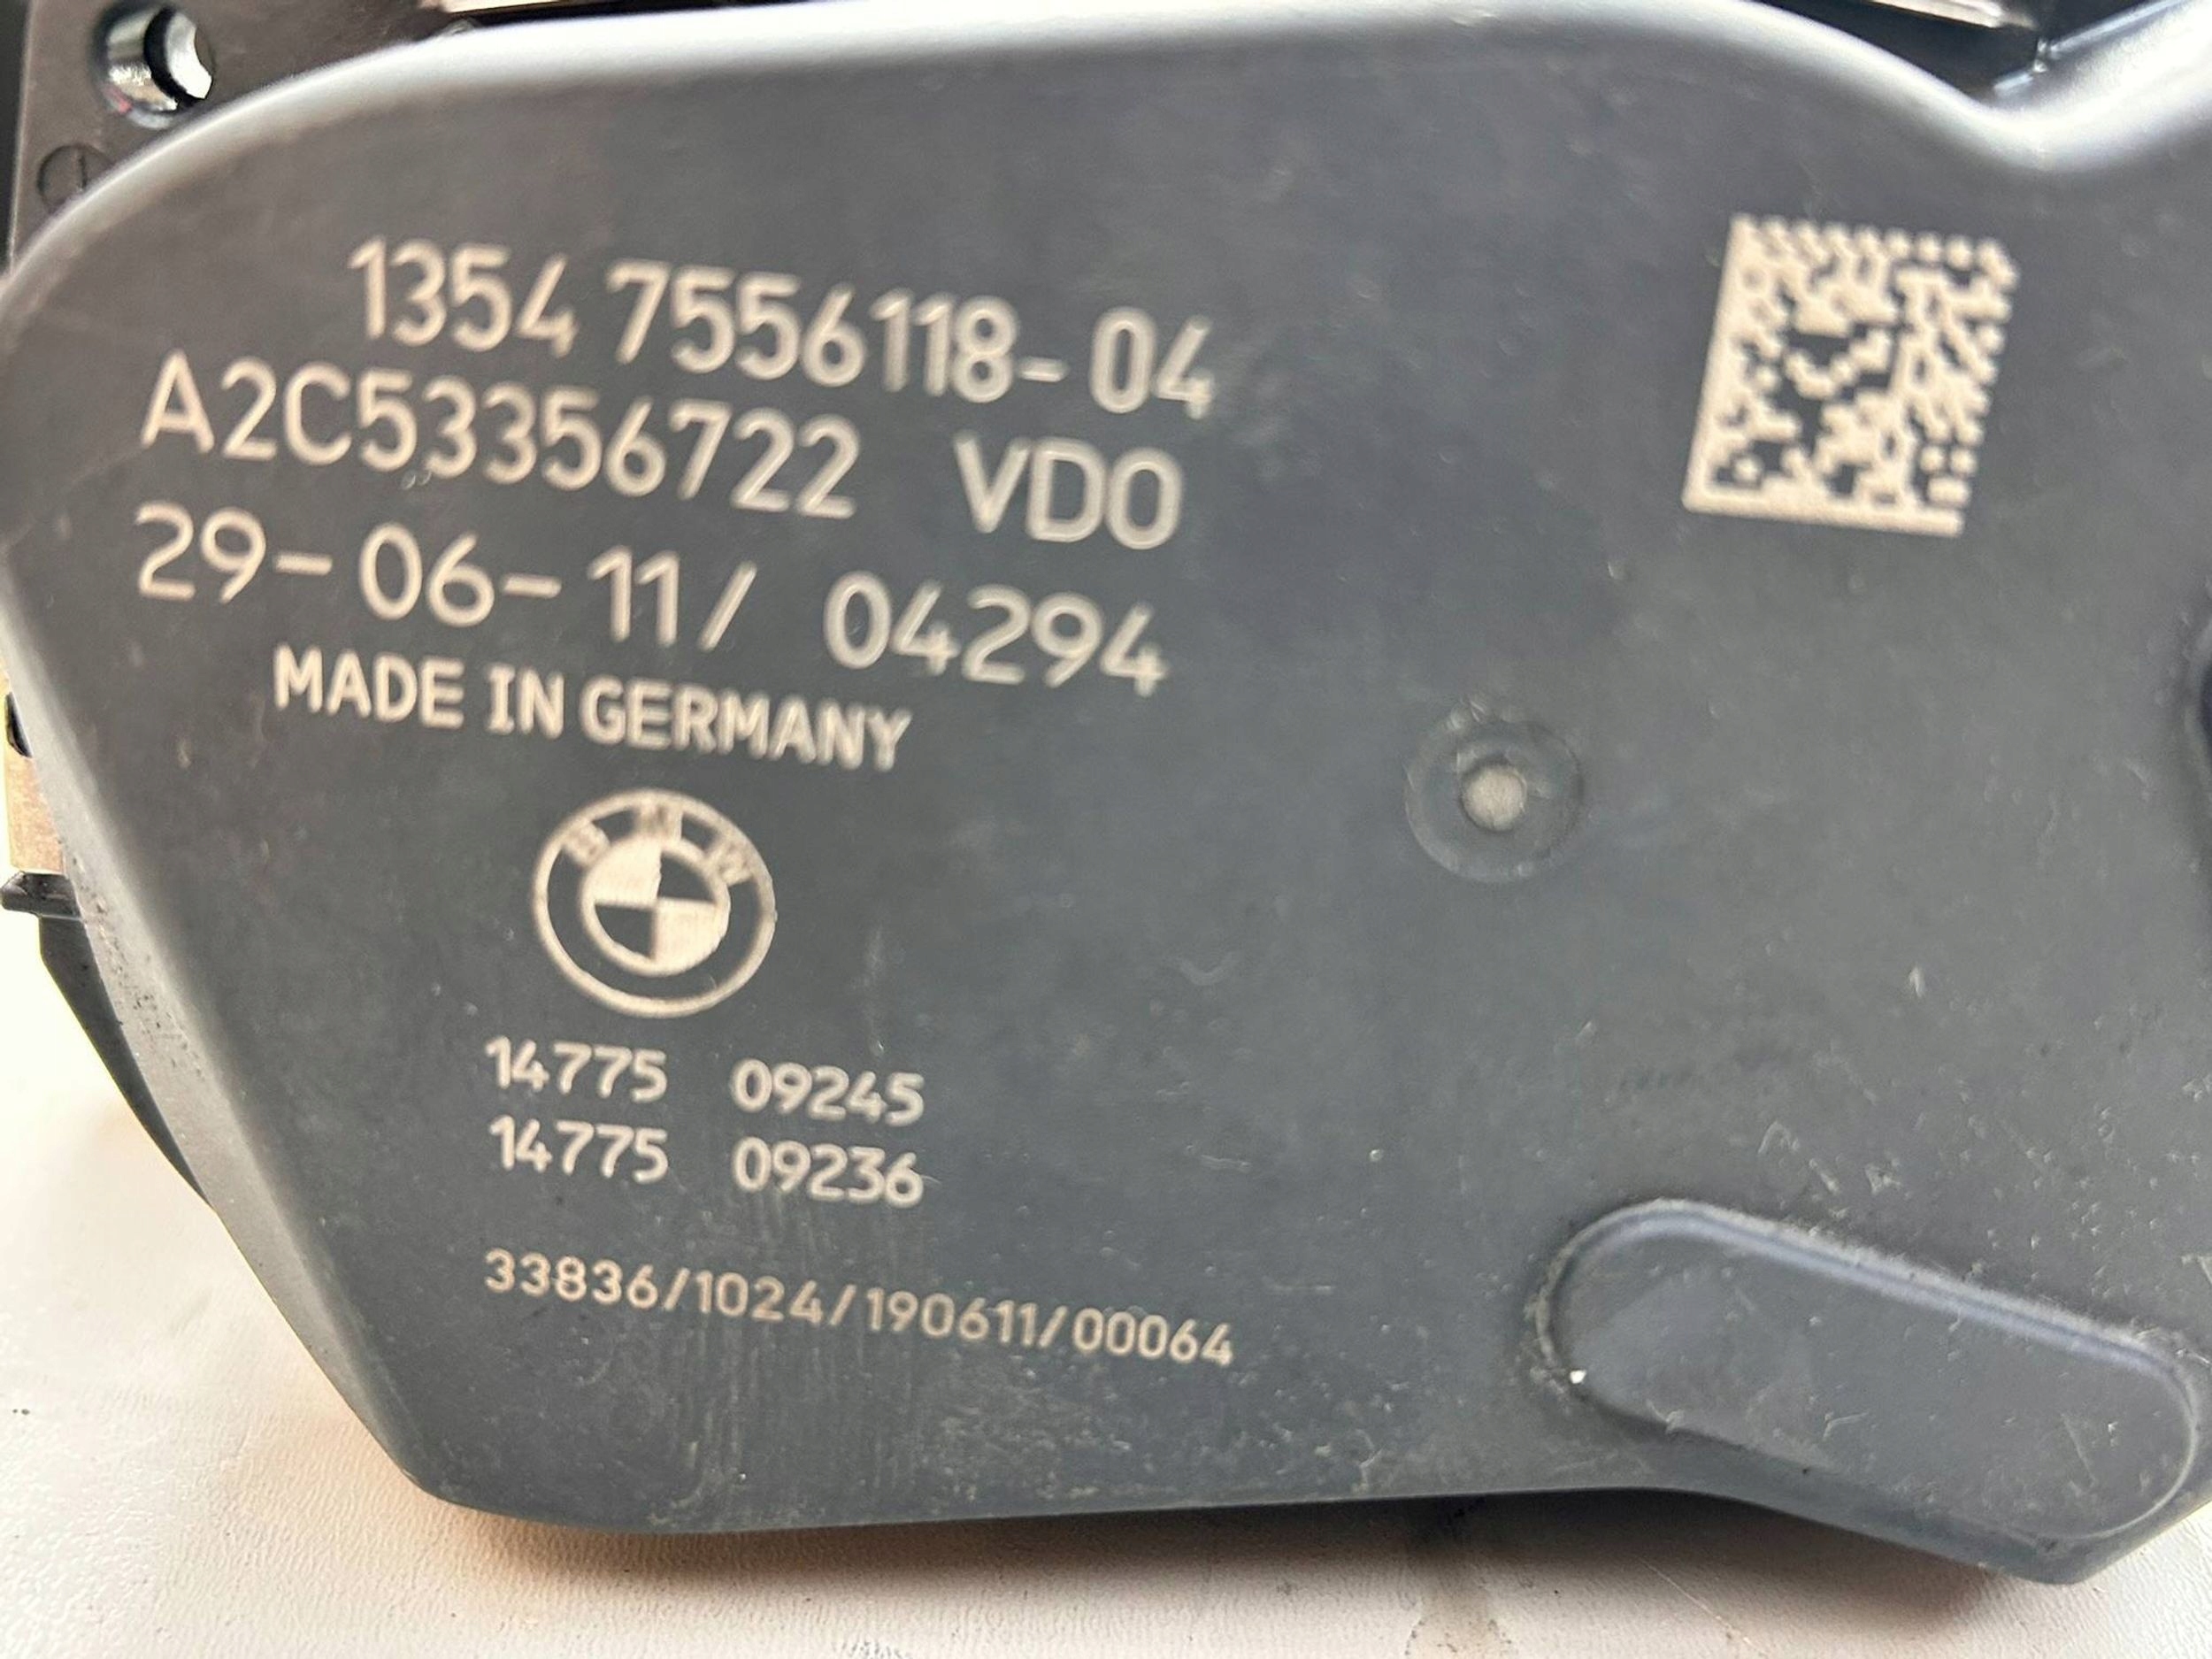 1354 7556118-04
A2C53356722 VDO
29-06-11/ 04294
MADE IN GERMANY
BMW
14775 09245
14775 09236
33836/1024/190611/00064